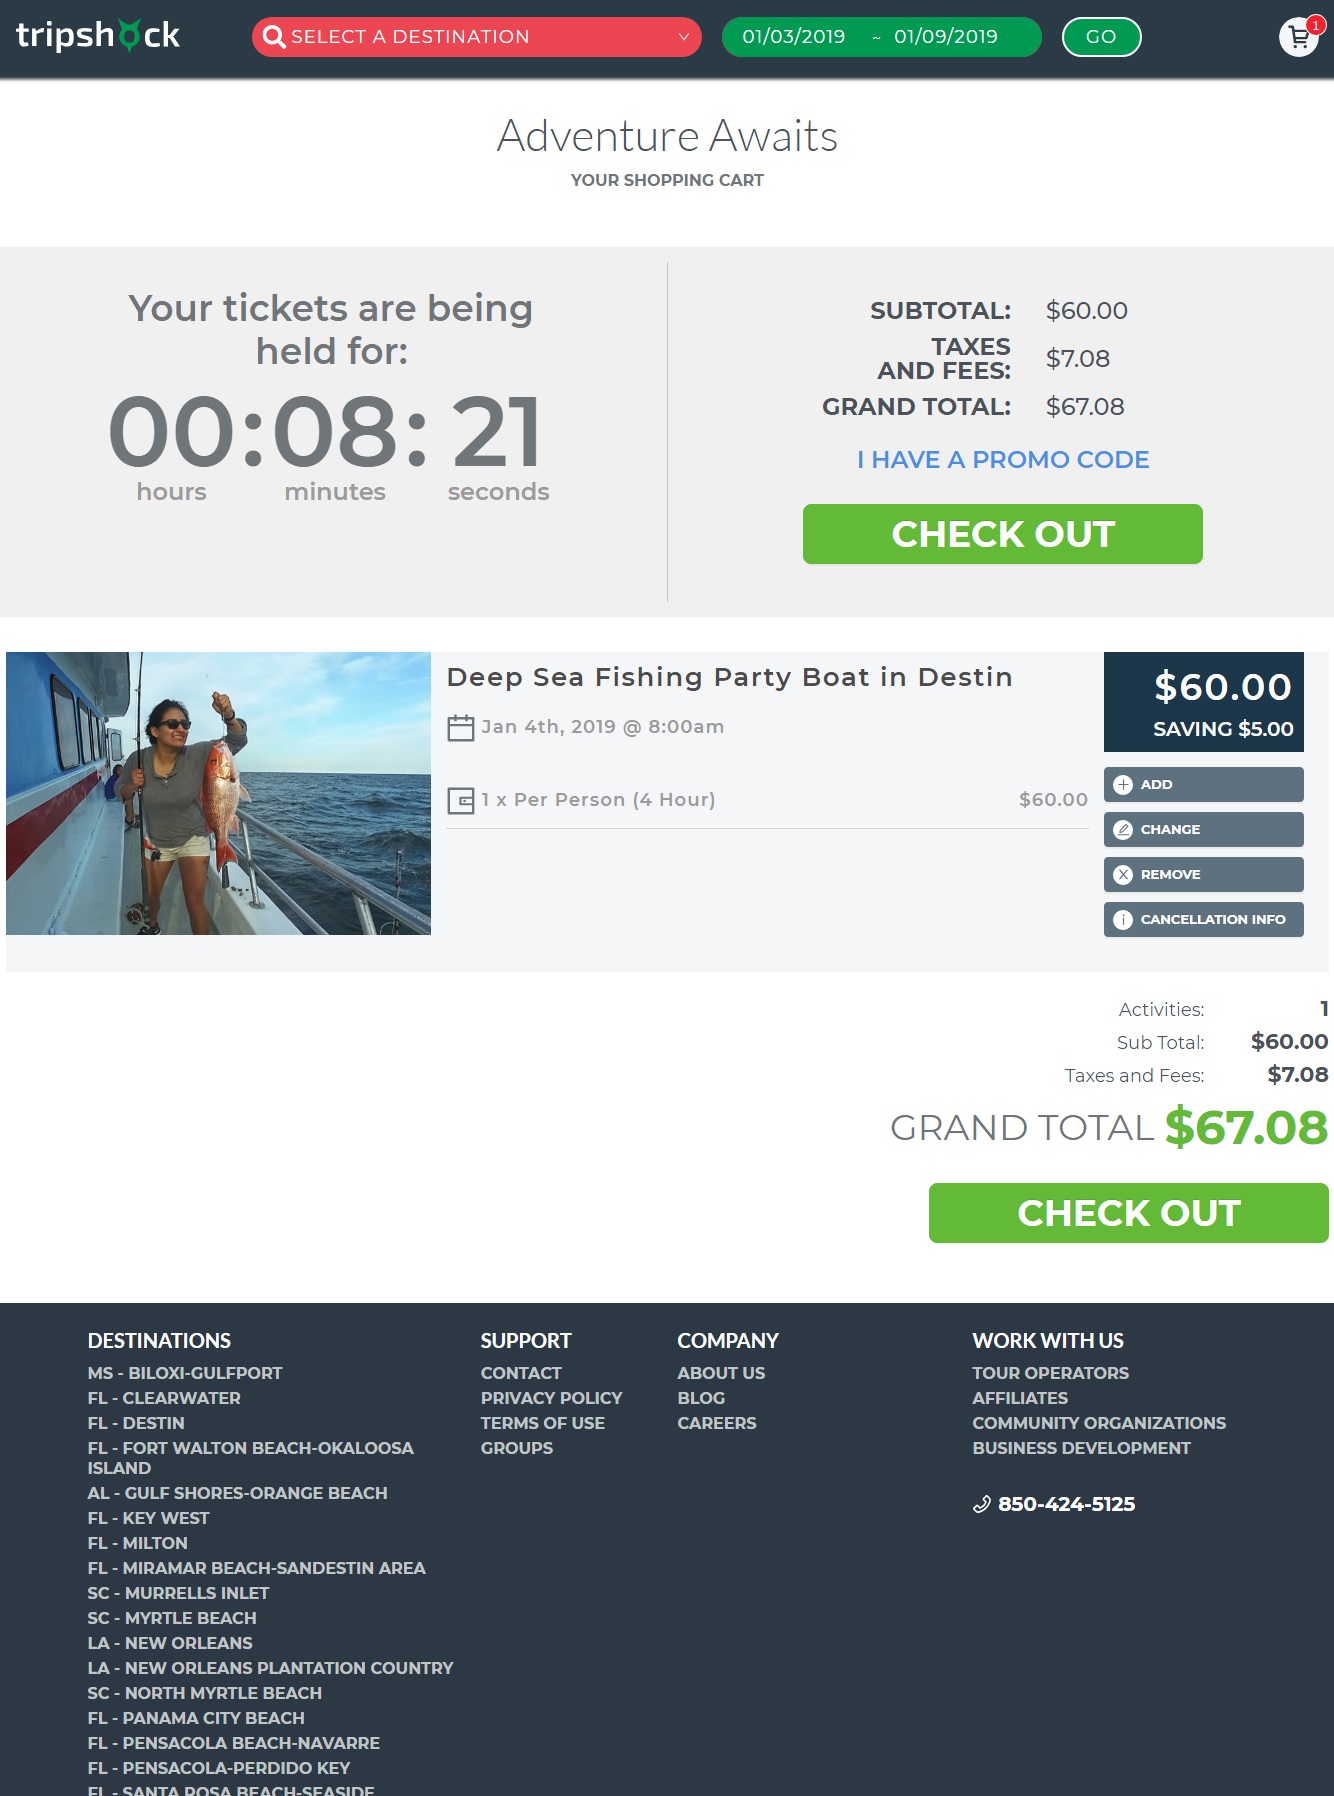 tripshock
SELECT A DESTINATION
01/03/2019 ~ 01/09/2019
GO
1
Adventure Awaits
YOUR SHOPPING CART
Your tickets are being
held for:
00:08:21
hours minutes seconds
SUBTOTAL: $60.00
TAXES
AND FEES: $7.08
GRAND TOTAL: $67.08
I HAVE A PROMO CODE
CHECK OUT
Deep Sea Fishing Party Boat in Destin
Jan 4th, 2019 @ 8:00am
1 x Per Person (4 Hour) $60.00
$60.00
SAVING $5.00
ADD
CHANGE
REMOVE
CANCELLATION INFO
Activities: 1
Sub Total: $60.00
Taxes and Fees: $7.08
GRAND TOTAL $67.08
CHECK OUT
DESTINATIONS
MS - BILOXI-GULFPORT
FL - CLEARWATER
FL - DESTIN
FL - FORT WALTON BEACH-OKALOOSA
ISLAND
AL - GULF SHORES-ORANGE BEACH
FL - KEY WEST
FL - MILTON
FL - MIRAMAR BEACH-SANDESTIN AREA
SC - MURRELLS INLET
SC - MYRTLE BEACH
LA - NEW ORLEANS
LA - NEW ORLEANS PLANTATION COUNTRY
SC - NORTH MYRTLE BEACH
FL - PANAMA CITY BEACH
FL - PENSACOLA BEACH-NAVARRE
FL - PENSACOLA-PERDIDO KEY
FL - SANTA ROSA BEACH-SEASIDE
SUPPORT
CONTACT
PRIVACY POLICY
TERMS OF USE
GROUPS
COMPANY
ABOUT US
BLOG
CAREERS
WORK WITH US
TOUR OPERATORS
AFFILIATES
COMMUNITY ORGANIZATIONS
BUSINESS DEVELOPMENT
850-424-5125